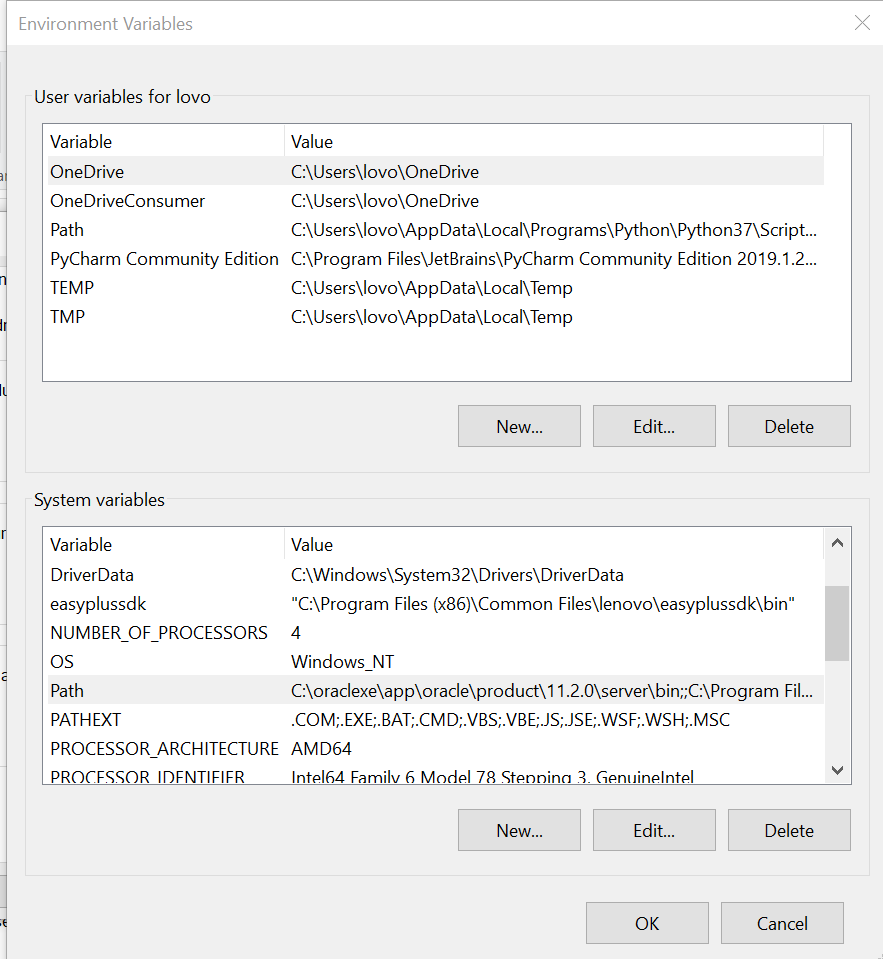 Environment Variables
User variables for lovo
Variable Value
OneDrive C:\Users\lovo\OneDrive
OneDriveConsumer C:\Users\lovo\OneDrive
Path C:\Users\lovo\AppData\Local\Programs\Python\Python37\Script...
PyCharm Community Edition C:\Program Files\JetBrains\PyCharm Community Edition 2019.1.2...
TEMP C:\Users\lovo\AppData\Local\Temp
TMP C:\Users\lovo\AppData\Local\Temp
New... Edit... Delete
System variables
Variable Value
DriverData C:\Windows\System32\Drivers\DriverData
easyplussdk "C:\Program Files (x86)\Common Files\lenovo\easyplussdk\bin"
NUMBER_OF_PROCESSORS 4
OS Windows_NT
Path C:\oraclexe\app\oracle\product\11.2.0\server\bin;;C:\Program Fil...
PATHEXT .COM;.EXE;.BAT;.CMD;.VBS;.VBE;.JS;.JSE;.WSF;.WSH;.MSC
PROCESSOR_ARCHITECTURE AMD64
PROCESSOR_IDENTIFIER Intel64 Family 6 Model 78 Stepping 3, GenuineIntel
New... Edit... Delete
OK Cancel